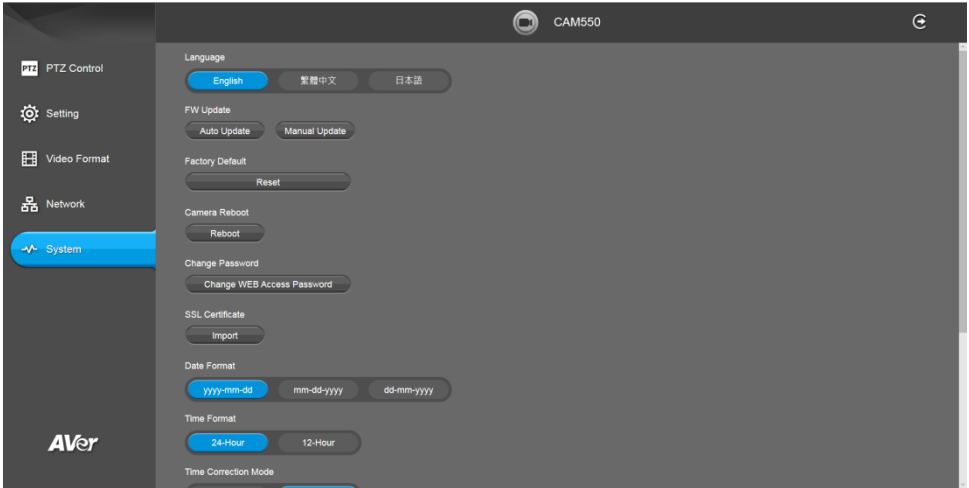 CAM550
PTZ PTZ Control
Setting
Video Format
Network
System
AVer
Language
English 繁體中文 日本語
FW Update
Auto Update Manual Update
Factory Default
Reset
Camera Reboot
Reboot
Change Password
Change WEB Access Password
SSL Certificate
Import
Date Format
yyyy-mm-dd mm-dd-yyyy dd-mm-yyyy
Time Format
24-Hour 12-Hour
Time Correction Mode